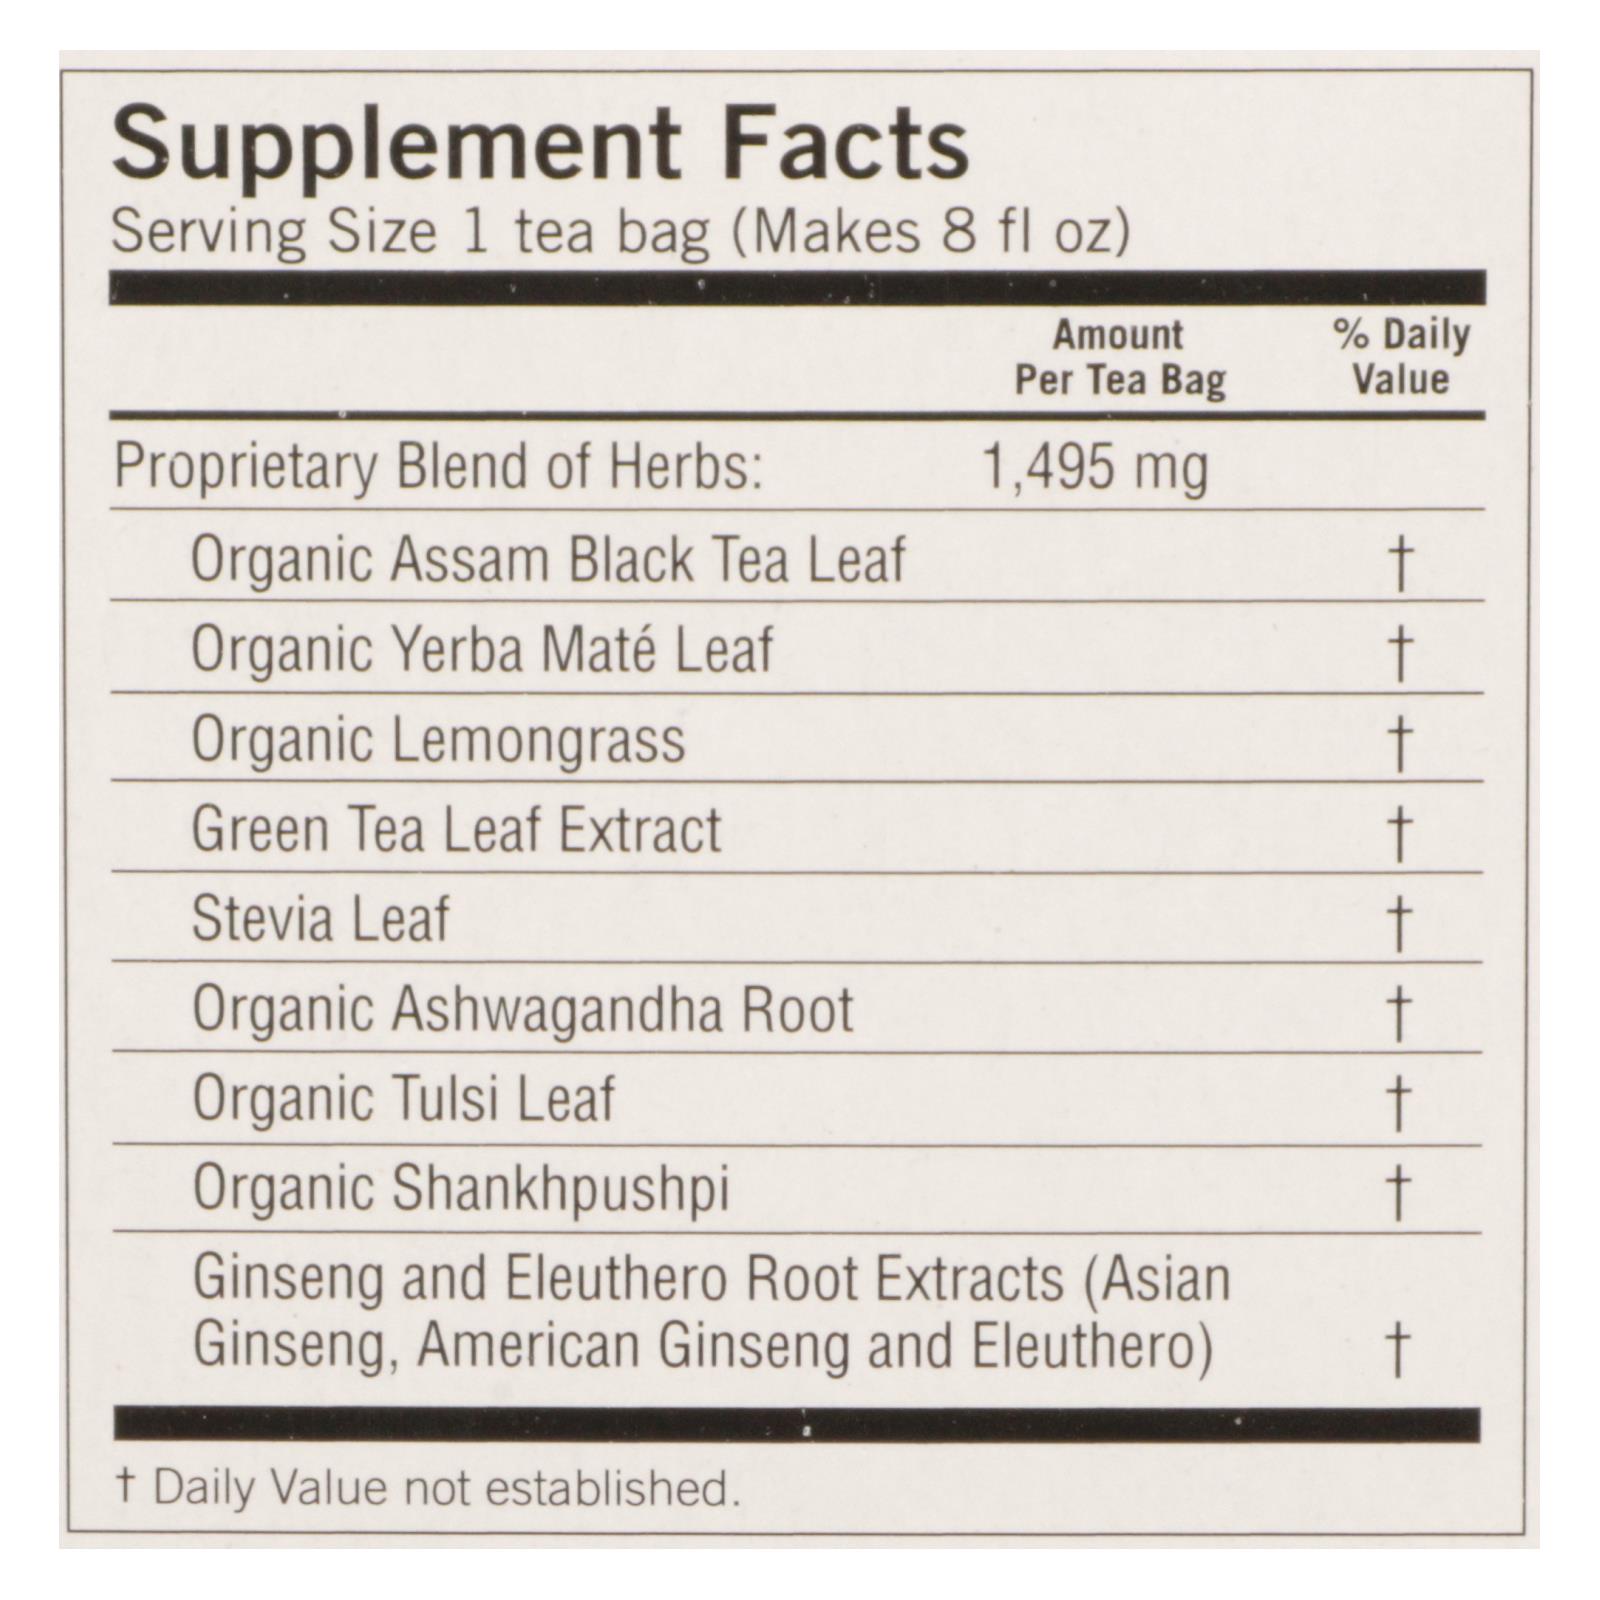 Supplement Facts
Serving Size 1 tea bag (Makes 8 fl oz)
Amount Per Tea Bag % Daily Value
Proprietary Blend of Herbs: 1,495 mg
Organic Assam Black Tea Leaf †
Organic Yerba Maté Leaf †
Organic Lemongrass †
Green Tea Leaf Extract †
Stevia Leaf †
Organic Ashwagandha Root †
Organic Tulsi Leaf †
Organic Shankhpushpi †
Ginseng and Eleuthero Root Extracts (Asian
Ginseng, American Ginseng and Eleuthero) †
† Daily Value not established.